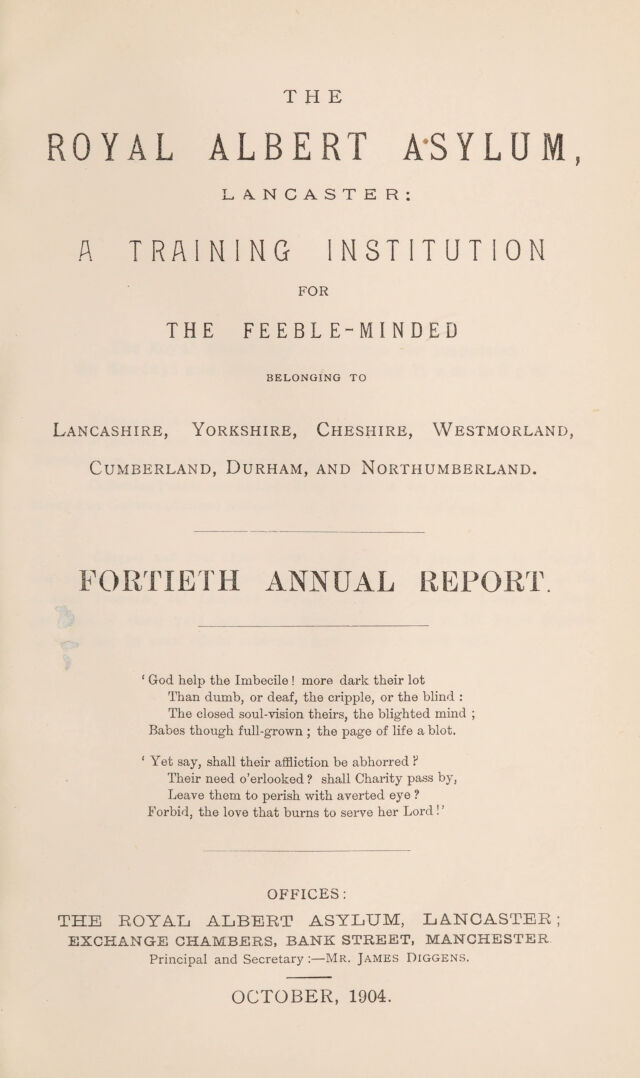 THE
ROYAL ALBERT ASYLUM,
LANCASTER:
A TRAINING INSTITUTION
FOR
THE FEEBLE-MINDED
BELONGING TO
LANCASHIRE, YORKSHIRE, CHESHIRE, WESTMORLAND,
CUMBERLAND, DURHAM, AND NORTHUMBERLAND.
FORTIETH ANNUAL REPORT.
‘ God help the Imbecile! more dark their lot
Than dumb, or deaf, the cripple, or the blind :
The closed soul-vision theirs, the blighted mind ;
Babes though full-grown ; the page of life a blot.
‘ Yet say, shall their affliction be abhorred ?
Their need o’erlooked ? shall Charity pass by,
Leave them to perish with averted eye ?
Forbid, the love that burns to serve her Lord!’
OFFICES:
THE ROYAL ALBERT ASYLUM, LANCASTER;
EXCHANGE CHAMBERS, BANK STREET, MANCHESTER
Principal and Secretary :—MR. JAMES DIGGENS.
OCTOBER, 1904.